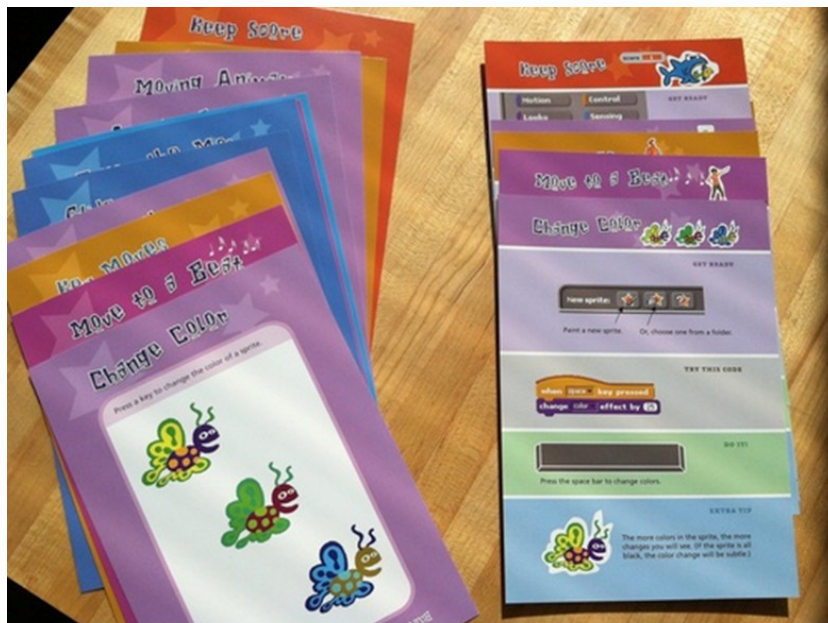 Keep Score
Moving Anima
Key Moves
Move to a Beat
Change Color
Press a key to change the color of a sprite.
Keep Score
Motion
Control
Looks
Sensing
GET READY
Move to a Beat
Change Color
GET READY
New sprite:
Paint a new sprite.
Or, choose one from a folder.
TRY THIS CODE
when space key pressed
change color effect by 25
DO IT!
Press the space bar to change colors.
EXTRA TIP
The more colors in the sprite, the more
changes you will see. (If the sprite is all
black, the color change will be subtle.)